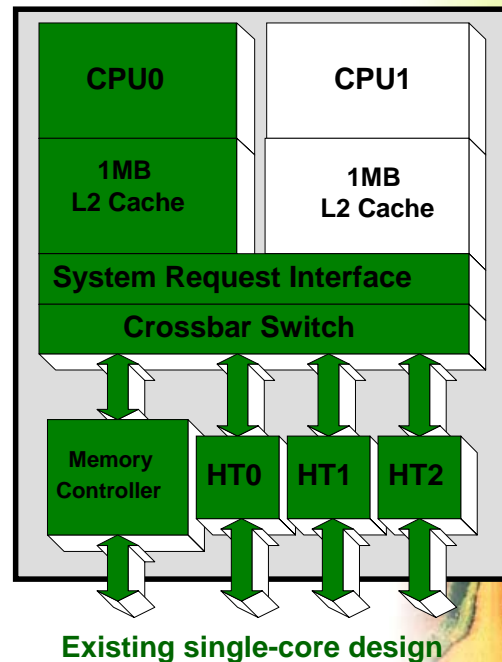 CPU0
CPU1
1MB
L2 Cache
1MB
L2 Cache
System Request Interface
Crossbar Switch
Memory
Controller
HT0
HT1
HT2
Existing single-core design